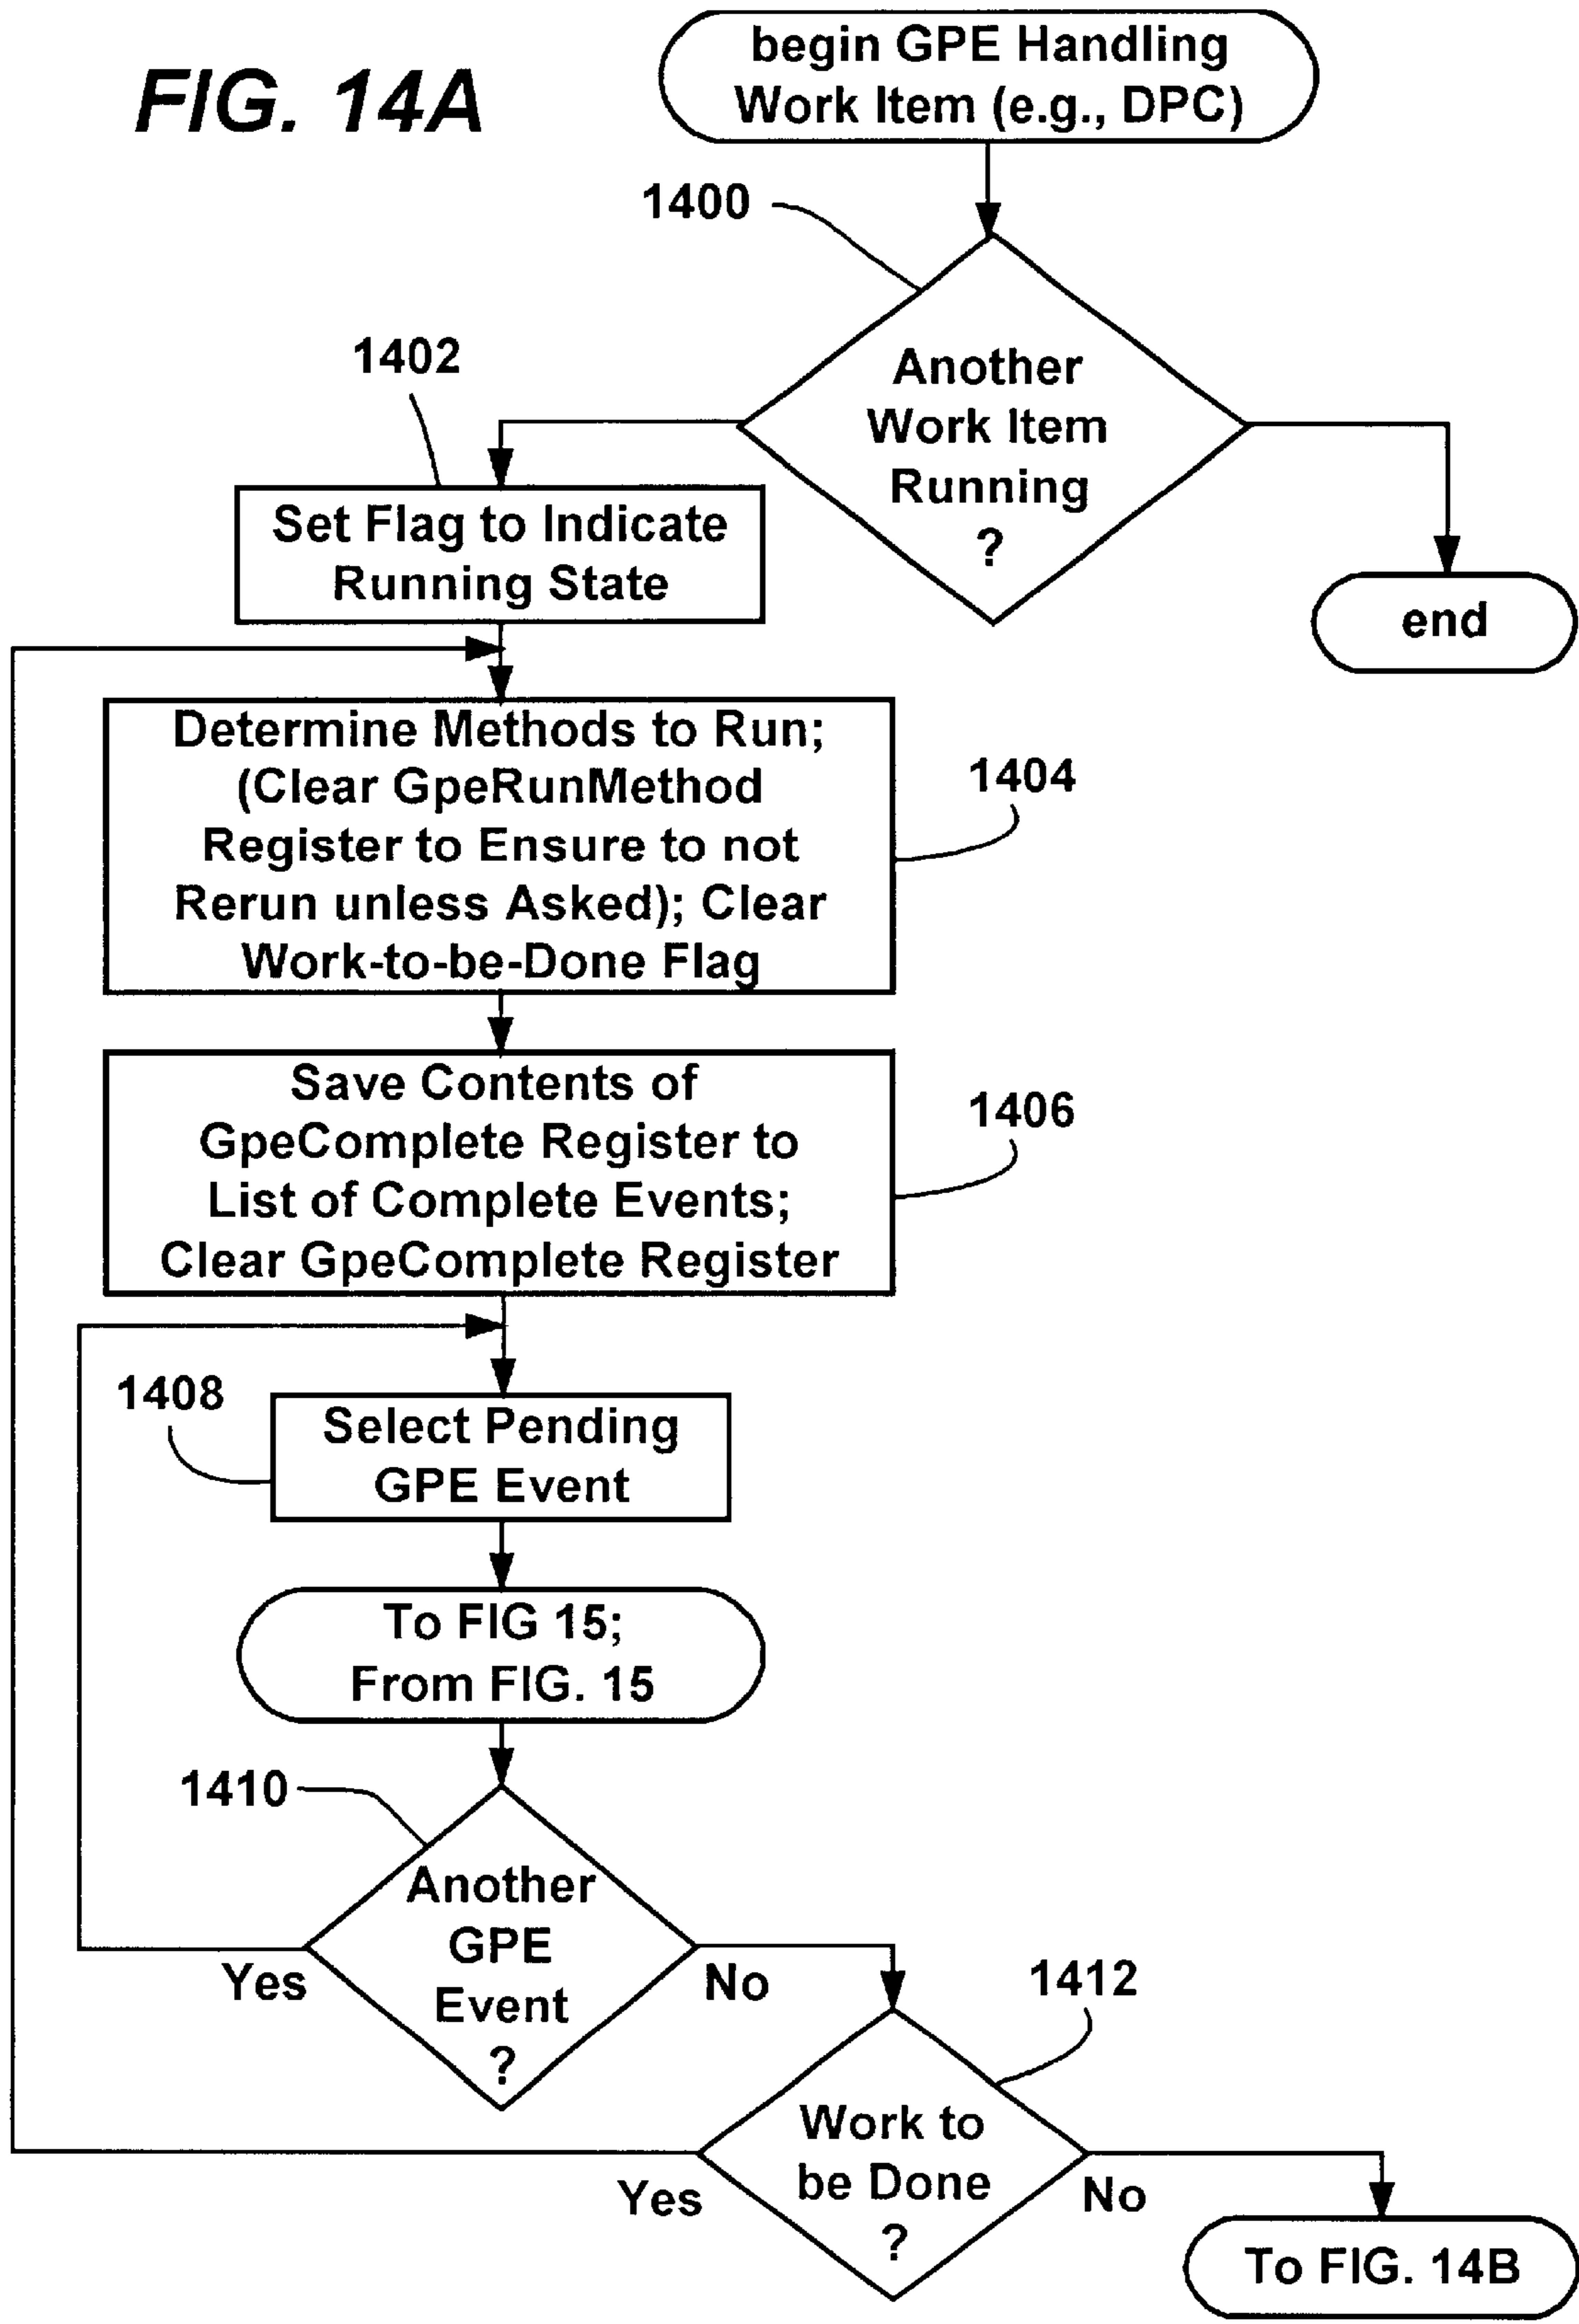 FIG. 14A
begin GPE Handling
Work Item (e.g., DPC)
1400
Another
Work Item
Running
?
1402
Set Flag to Indicate
Running State
end
Determine Methods to Run;
(Clear GpeRunMethod
Register to Ensure to not
Rerun unless Asked); Clear
Work-to-be-Done Flag
1404
Save Contents of
GpeComplete Register to
List of Complete Events;
Clear GpeComplete Register
1406
1408
Select Pending
GPE Event
To FIG 15;
From FIG. 15
1410
Another
GPE
Event
?
Yes
No
1412
Work to
be Done
?
Yes
No
To FIG. 14B